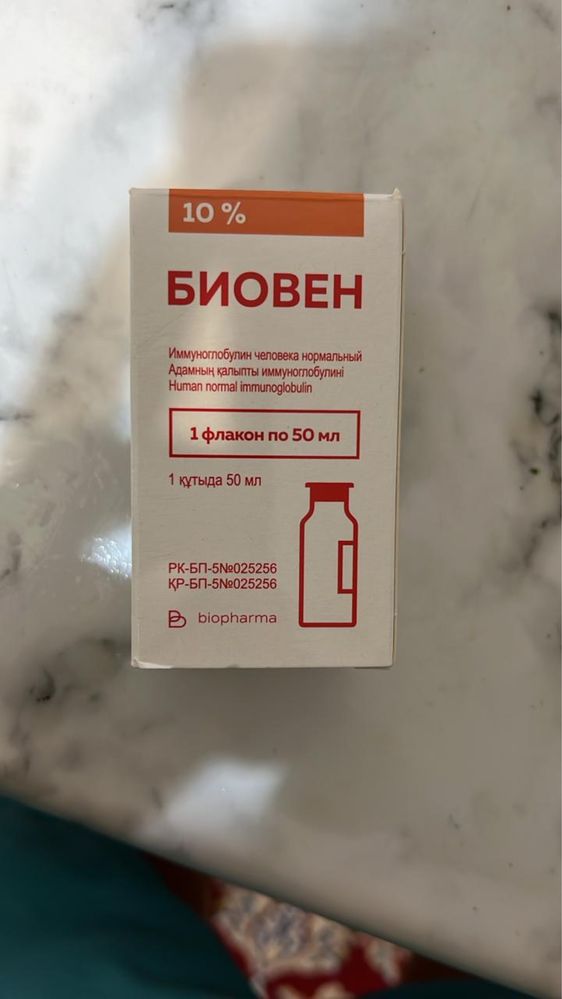 10 %
БИОВЕН
Иммуноглобулин человека нормальный
Адамның қалыпты иммуноглобулині
Human normal immunoglobulin
1 флакон по 50 мл
1 құтыда 50 мл
РК-БП-5№025256
ҚР-БП-5№025256
biopharma